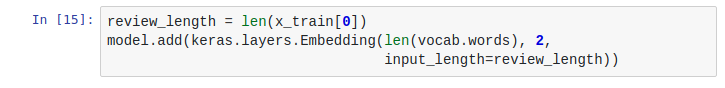 In [15]: review_length = len(x_train[0])
model.add(keras.layers.Embedding(len(vocab.words), 2,
input_length=review_length))